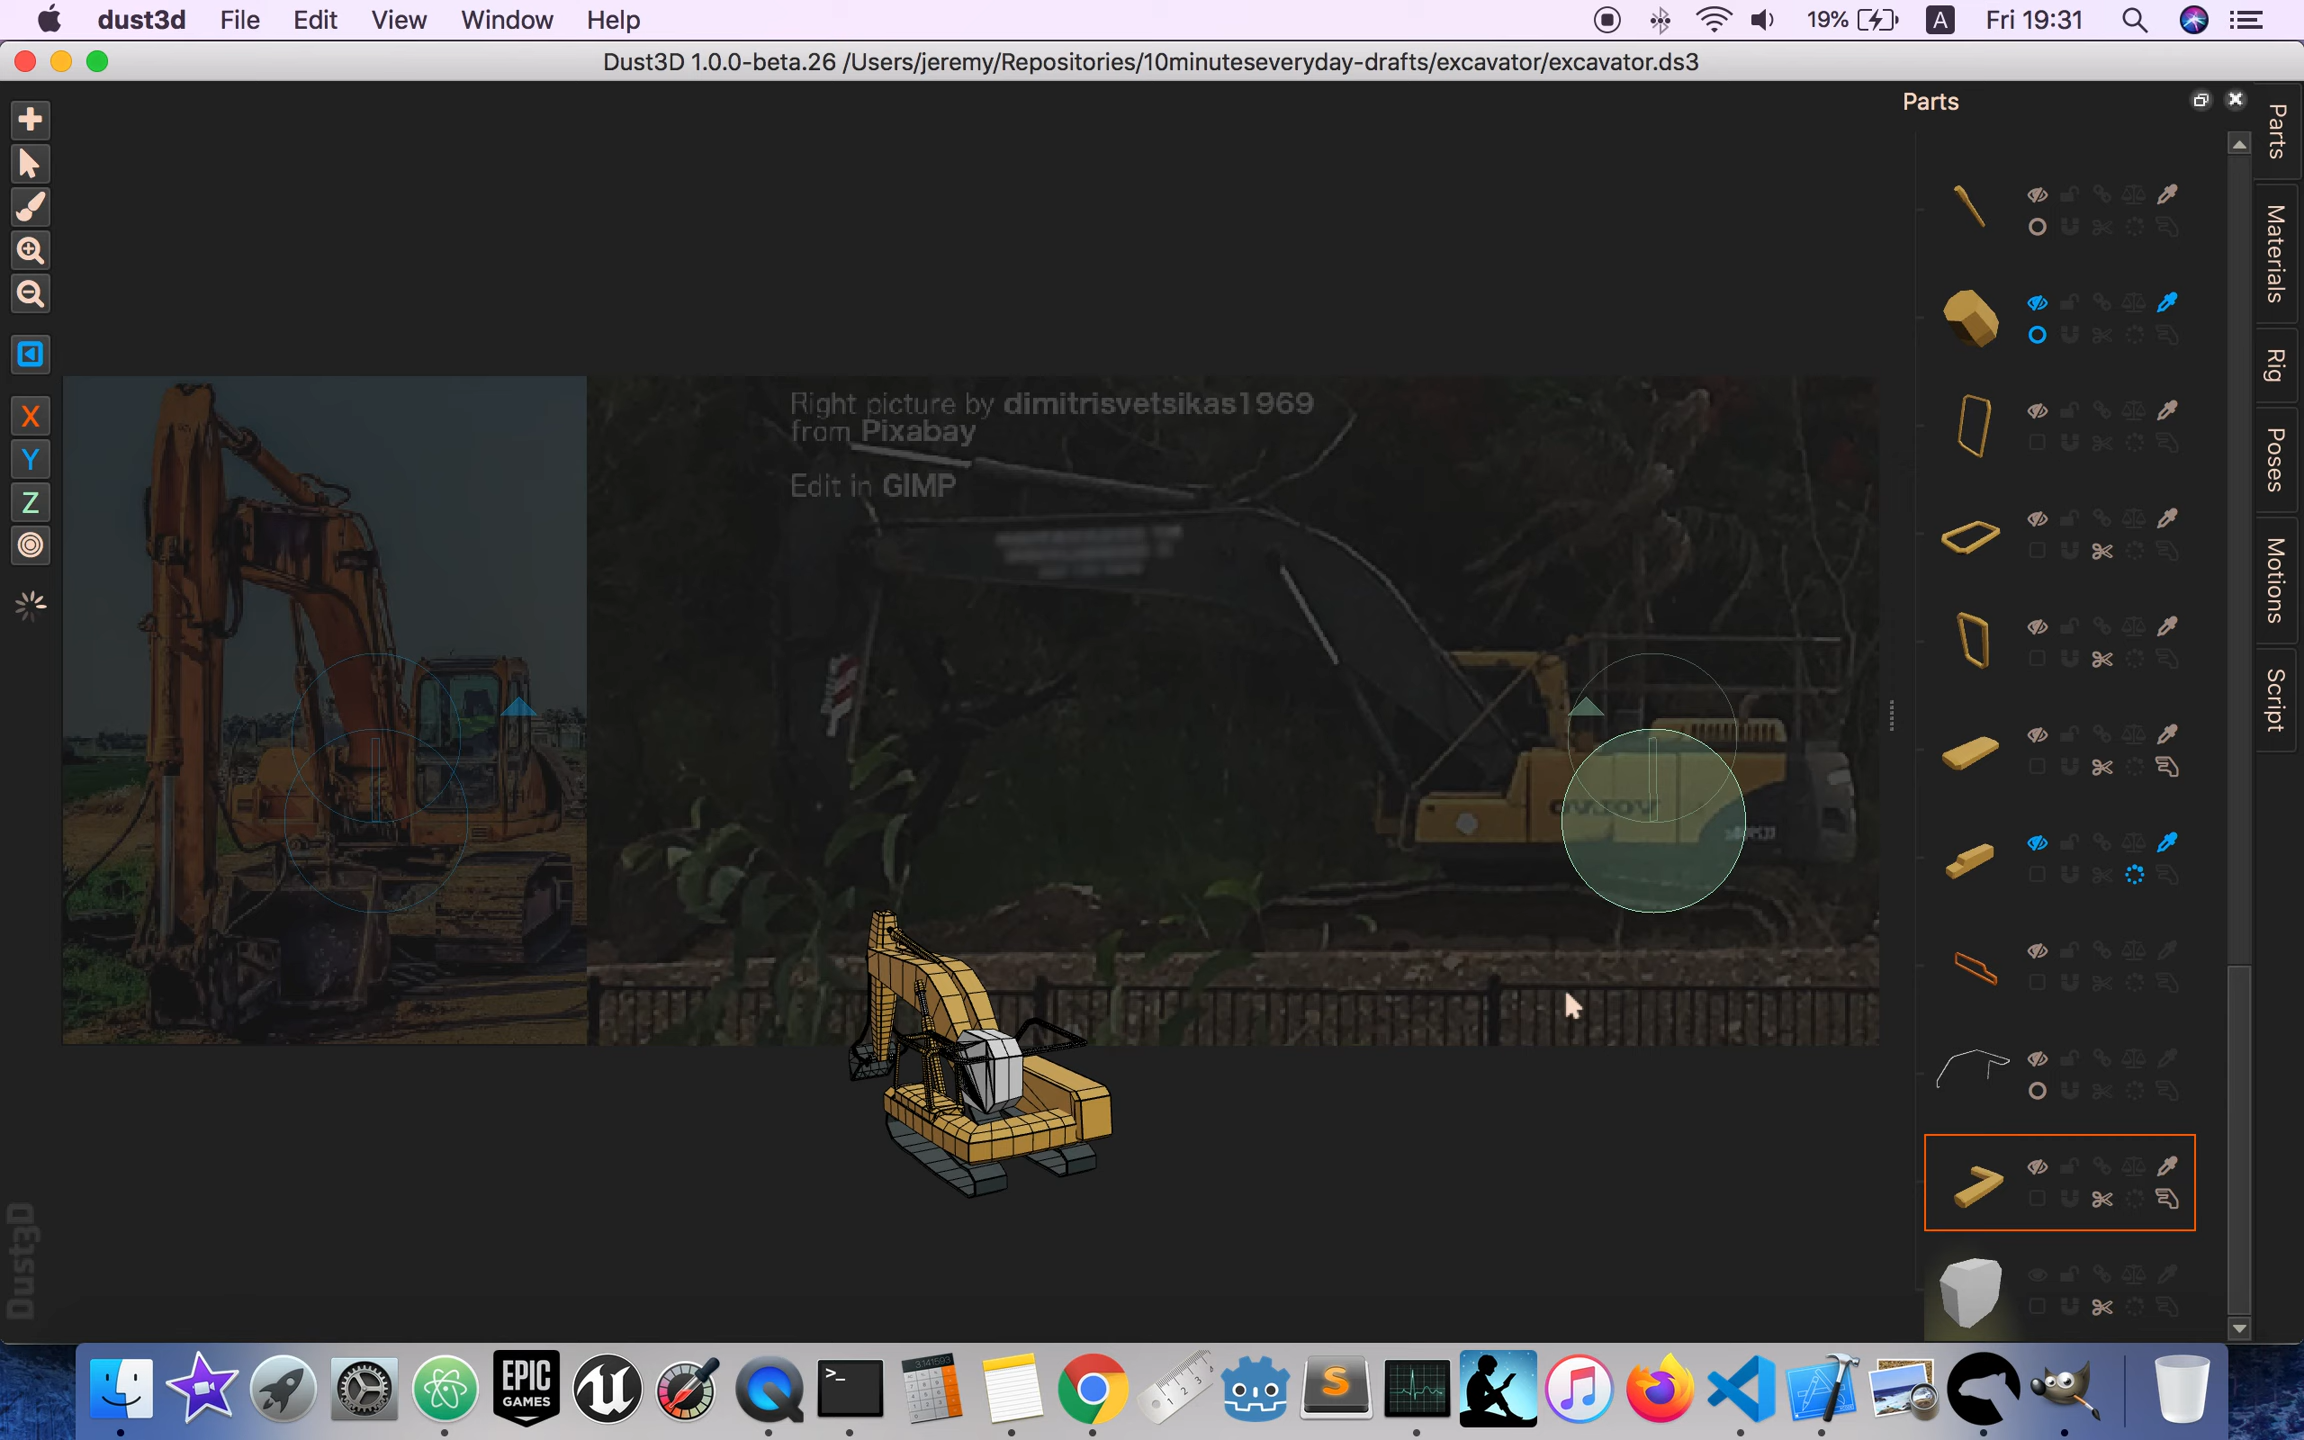 dust3d File Edit View Window Help 19% A Fri 19:31
Dust3D 1.0.0-beta.26 /Users/jeremy/Repositories/10minuteseveryday-drafts/excavator/excavator.ds3
Parts
Parts
Materials
Rig
Poses
Motions
Script
X
Y
Z
Right picture by dimitrisvetsikas1969
from Pixabay
Edit in GIMP
Dust3D
EPIC
GAMES
3.141593